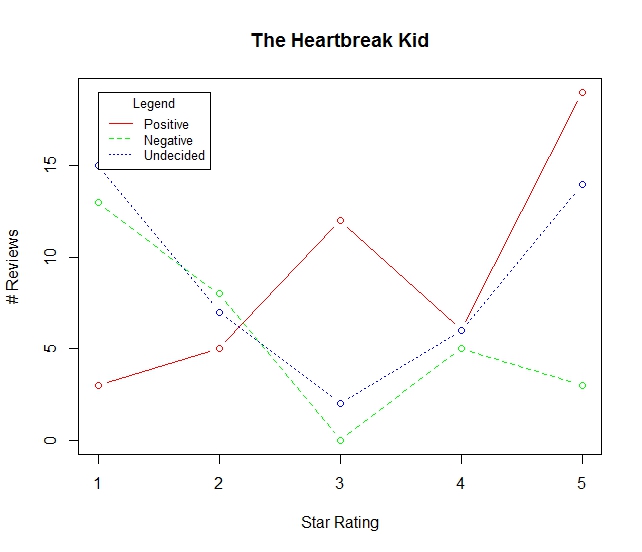 The Heartbreak Kid
Legend
Positive
Negative
Undecided
# Reviews
15
10
5
0
1 2 3 4 5
Star Rating